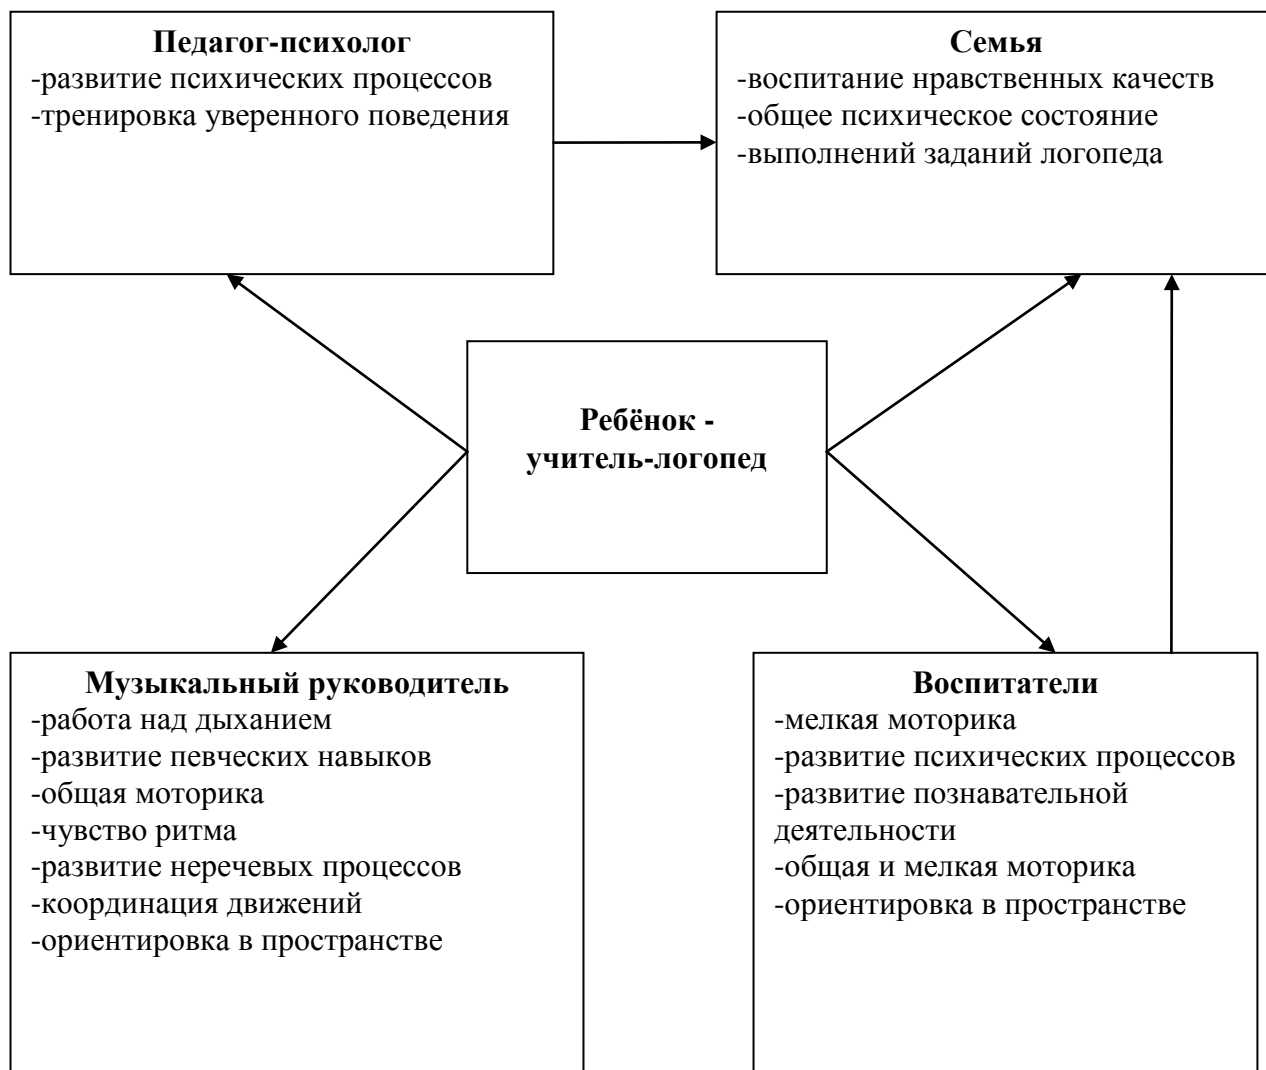 Педагог-психолог
-развитие психических процессов
-тренировка уверенного поведения
Семья
-воспитание нравственных качеств
-общее психическое состояние
-выполнений заданий логопеда
Ребёнок -
учитель-логопед
Музыкальный руководитель
-работа над дыханием
-развитие певческих навыков
-общая моторика
-чувство ритма
-развитие неречевых процессов
-координация движений
-ориентировка в пространстве
Воспитатели
-мелкая моторика
-развитие психических процессов
-развитие познавательной
деятельности
-общая и мелкая моторика
-ориентировка в пространстве